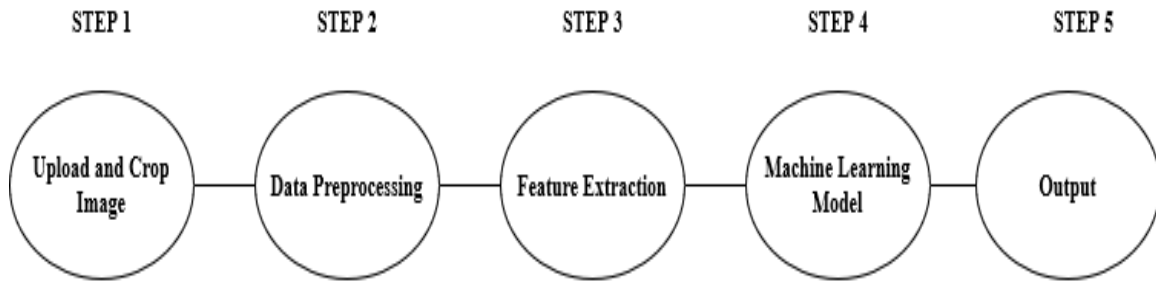 STEP 1
STEP 2
STEP 3
STEP 4
STEP 5
Upload and Crop
Image
Data Preprocessing
Feature Extraction
Machine Learning
Model
Output